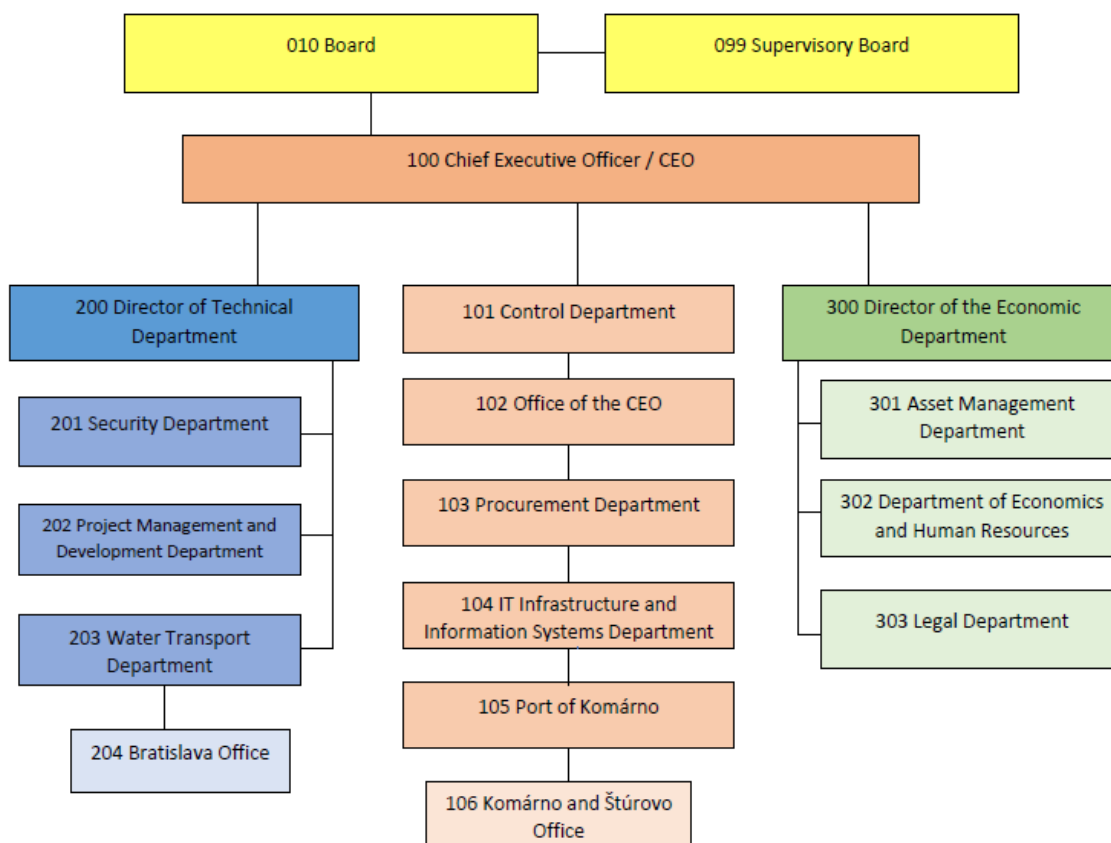 010 Board
099 Supervisory Board
100 Chief Executive Officer / CEO
200 Director of Technical
Department
201 Security Department
202 Project Management and
Development Department
203 Water Transport
Department
204 Bratislava Office
101 Control Department
102 Office of the CEO
103 Procurement Department
104 IT Infrastructure and
Information Systems Department
105 Port of Komárno
106 Komárno and Štúrovo
Office
300 Director of the Economic
Department
301 Asset Management
Department
302 Department of Economics
and Human Resources
303 Legal Department